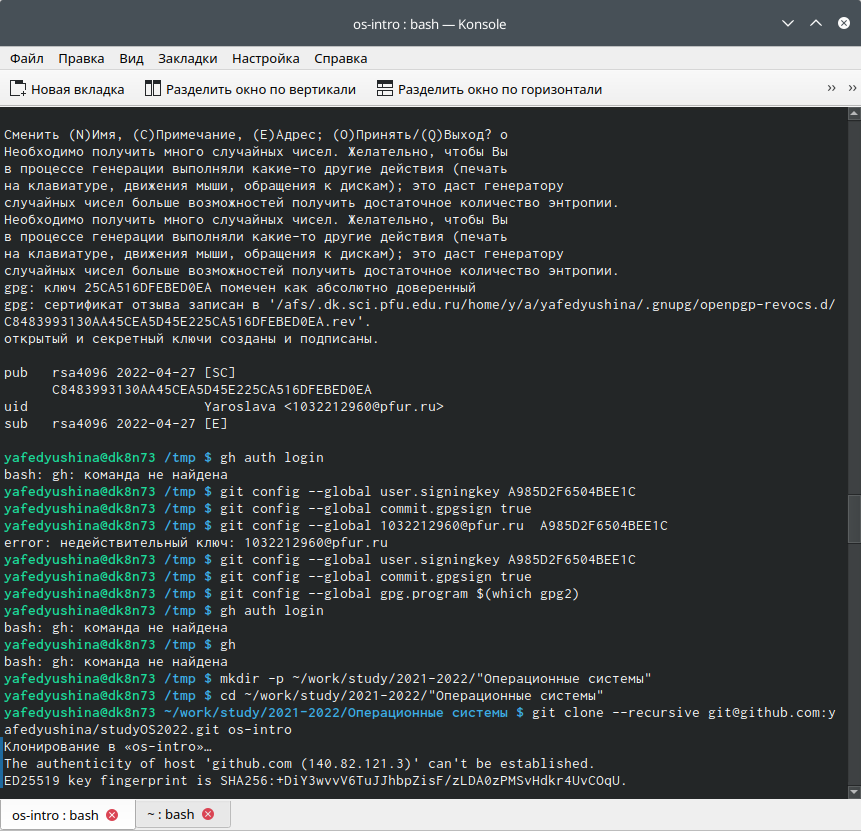 os-intro : bash — Konsole
Файл Правка Вид Закладки Настройка Справка
Новая вкладка Разделить окно по вертикали Разделить окно по горизонтали
Сменить (N)Имя, (C)Примечание, (E)Адрес; (O)Принять/(Q)Выход? o
Необходимо получить много случайных чисел. Желательно, чтобы Вы
в процессе генерации выполняли какие-то другие действия (печать
на клавиатуре, движения мыши, обращения к дискам); это даст генератору
случайных чисел больше возможностей получить достаточное количество энтропии.
Необходимо получить много случайных чисел. Желательно, чтобы Вы
в процессе генерации выполняли какие-то другие действия (печать
на клавиатуре, движения мыши, обращения к дискам); это даст генератору
случайных чисел больше возможностей получить достаточное количество энтропии.
gpg: ключ 25CA516DFEBED0EA помечен как абсолютно доверенный
gpg: сертификат отзыва записан в '/afs/.dk.sci.pfu.edu.ru/home/y/a/yafedyushina/.gnupg/openpgp-revocs.d/
C8483993130AA45CEA5D45E225CA516DFEBED0EA.rev'.
открытый и секретный ключи созданы и подписаны.
pub   rsa4096 2022-04-27 [SC]
      C8483993130AA45CEA5D45E225CA516DFEBED0EA
uid                      Yaroslava <1032212960@pfur.ru>
sub   rsa4096 2022-04-27 [E]
yafedyushina@dk8n73 /tmp $ gh auth login
bash: gh: команда не найдена
yafedyushina@dk8n73 /tmp $ git config --global user.signingkey A985D2F6504BEE1C
yafedyushina@dk8n73 /tmp $ git config --global commit.gpgsign true
yafedyushina@dk8n73 /tmp $ git config --global 1032212960@pfur.ru  A985D2F6504BEE1C
error: недействительный ключ: 1032212960@pfur.ru
yafedyushina@dk8n73 /tmp $ git config --global user.signingkey A985D2F6504BEE1C
yafedyushina@dk8n73 /tmp $ git config --global commit.gpgsign true
yafedyushina@dk8n73 /tmp $ git config --global gpg.program $(which gpg2)
yafedyushina@dk8n73 /tmp $ gh auth login
bash: gh: команда не найдена
yafedyushina@dk8n73 /tmp $ gh
bash: gh: команда не найдена
yafedyushina@dk8n73 /tmp $ mkdir -p ~/work/study/2021-2022/"Операционные системы"
yafedyushina@dk8n73 /tmp $ cd ~/work/study/2021-2022/"Операционные системы"
yafedyushina@dk8n73 ~/work/study/2021-2022/Операционные системы $ git clone --recursive git@github.com:y
afedyushina/studyOS2022.git os-intro
Клонирование в «os-intro»…
The authenticity of host 'github.com (140.82.121.3)' can't be established.
ED25519 key fingerprint is SHA256:+DiY3wvvV6TuJJhbpZisF/zLDA0zPMSvHdkr4UvCOqU.
os-intro : bash ~ : bash